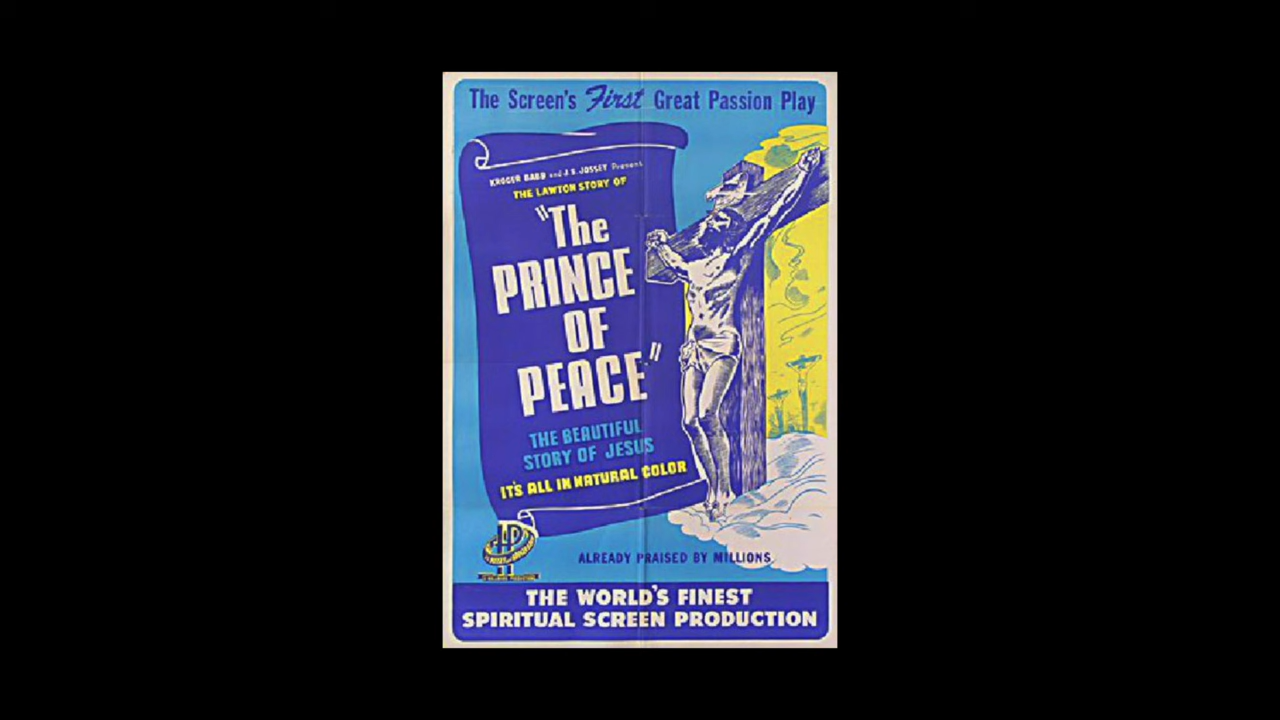 The Screen's First Great Passion Play
KROGER BABB and J.S. JOSSEY Present
THE LAWTON STORY OF
"The
PRINCE
OF
PEACE"
THE BEAUTIFUL
STORY OF JESUS
IT'S ALL IN NATURAL COLOR
ALREADY PRAISED BY MILLIONS
THE WORLD'S FINEST
SPIRITUAL SCREEN PRODUCTION